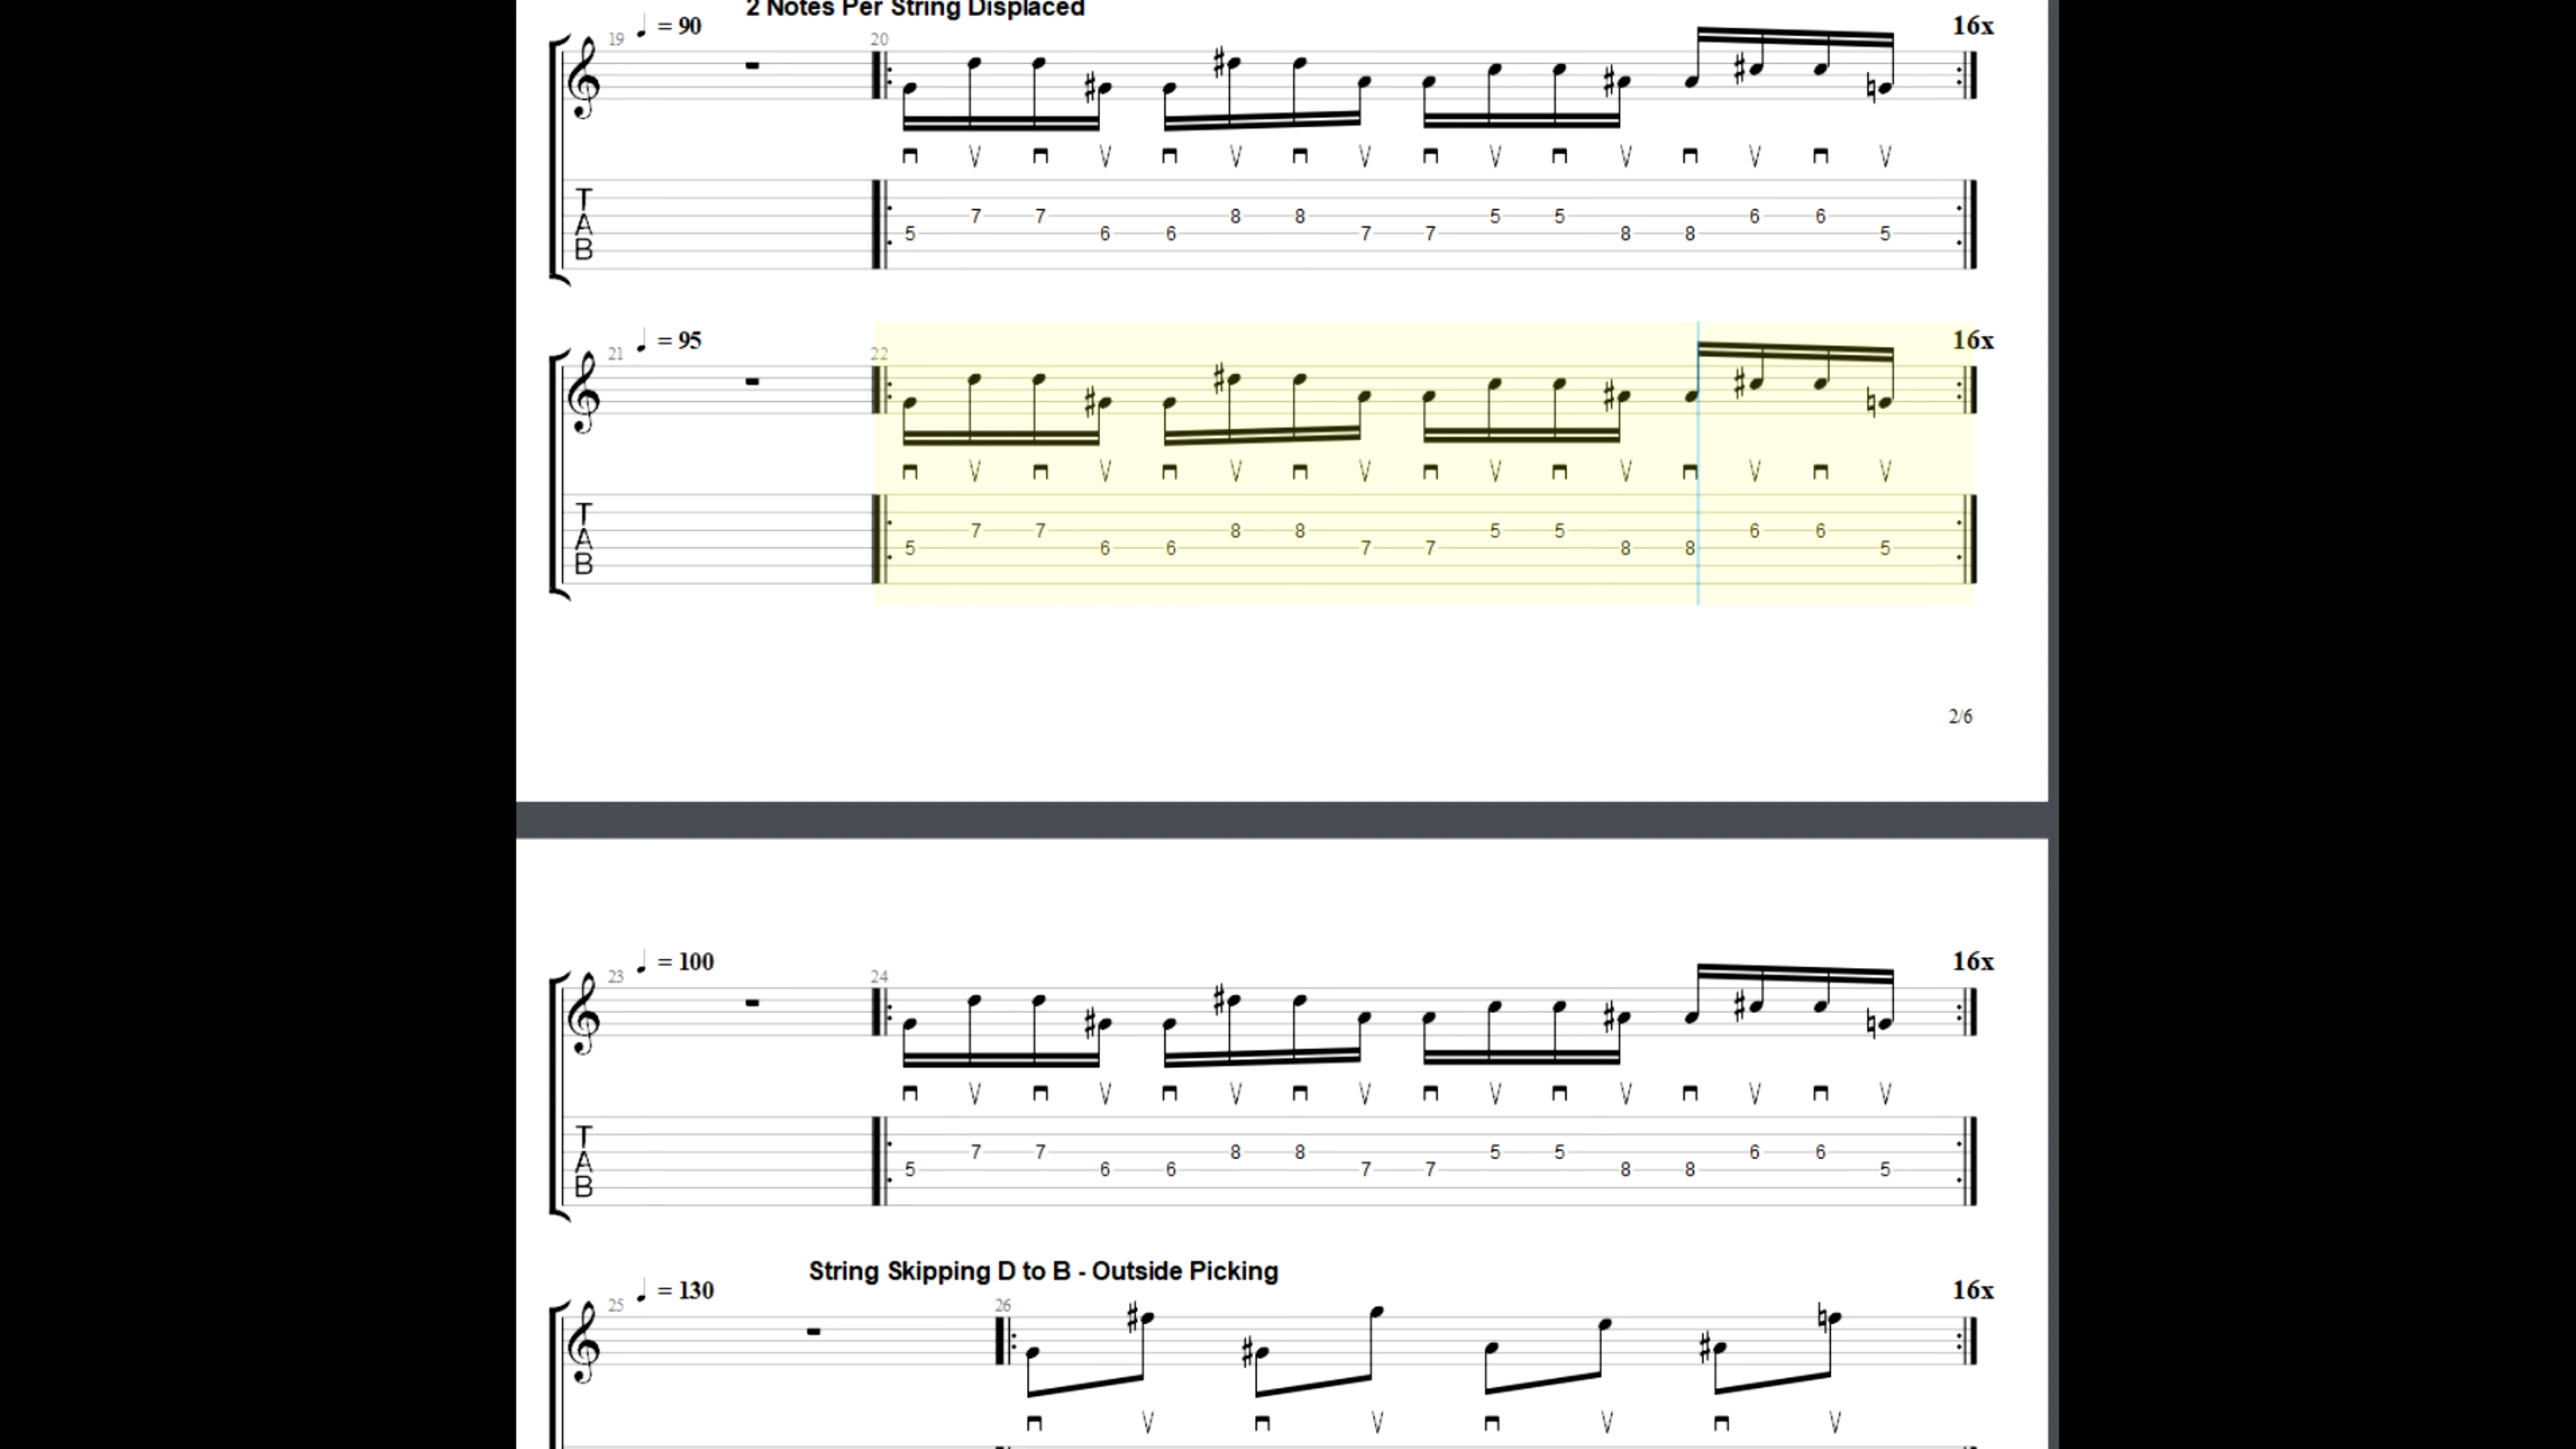 2 Notes Per String Displaced
19 ♩ = 90 20 16x
T
A
B
7 7 8 8 5 5 6 6
5 6 6 7 7 8 8 5
21 ♩ = 95 22 16x
T
A
B
7 7 8 8 5 5 6 6
5 6 6 7 7 8 8 5
2/6
23 ♩ = 100 24 16x
T
A
B
7 7 8 8 5 5 6 6
5 6 6 7 7 8 8 5
String Skipping D to B - Outside Picking
25 ♩ = 130 26 16x